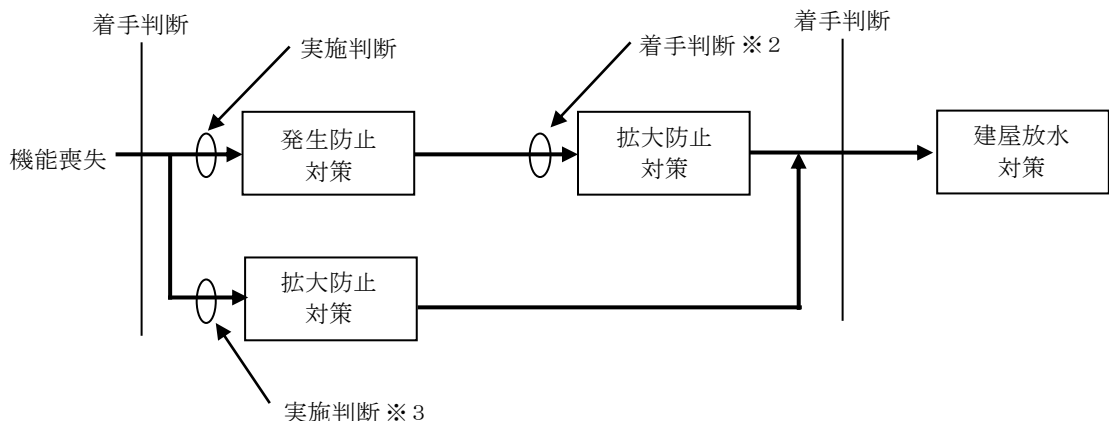 着手判断
実施判断
着手判断※2
着手判断
機能喪失
発生防止
対策
拡大防止
対策
建屋放水
対策
拡大防止
対策
実施判断※3